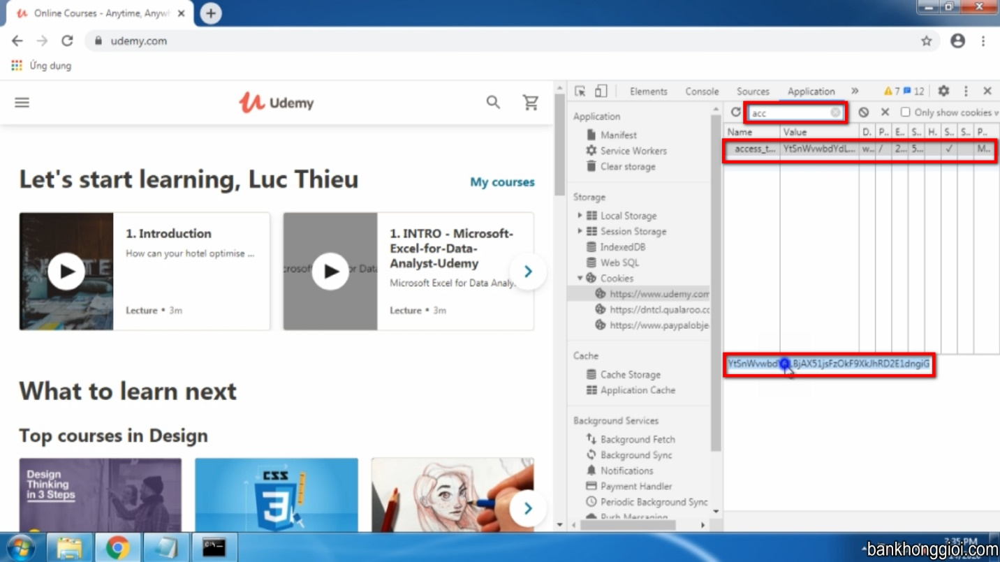 Online Courses - Anytime, Anywh
udemy.com
Ứng dụng
Udemy
Let's start learning, Luc Thieu
My courses
1. Introduction
How can your hotel optimise ...
Lecture • 3m
1. INTRO - Microsoft-
Excel-for-Data-
Analyst-Udemy
Microsoft Excel for Data Analy.
Lecture • 3m
What to learn next
Top courses in Design
Design
Thinking
in 3 Steps
CSS
3
Elements Console Sources Application » 7 12
Application
Manifest
Service Workers
Clear storage
Storage
Local Storage
Session Storage
IndexedDB
Web SQL
Cookies
https://www.udemy.com
https://dntcl.qualaroo.co
https://www.paypalobje
Cache
Cache Storage
Application Cache
Background Services
Background Fetch
Background Sync
Notifications
Payment Handler
Periodic Background Sync
Push Messaging
acc
Only show cookies w
Name Value D. P.. E.. S.. H. S.. S.. P..
access_t... YtSnWvwbdYdL... w.. / 2... 5... ✓ M..
C:\
bankhonggioi.com